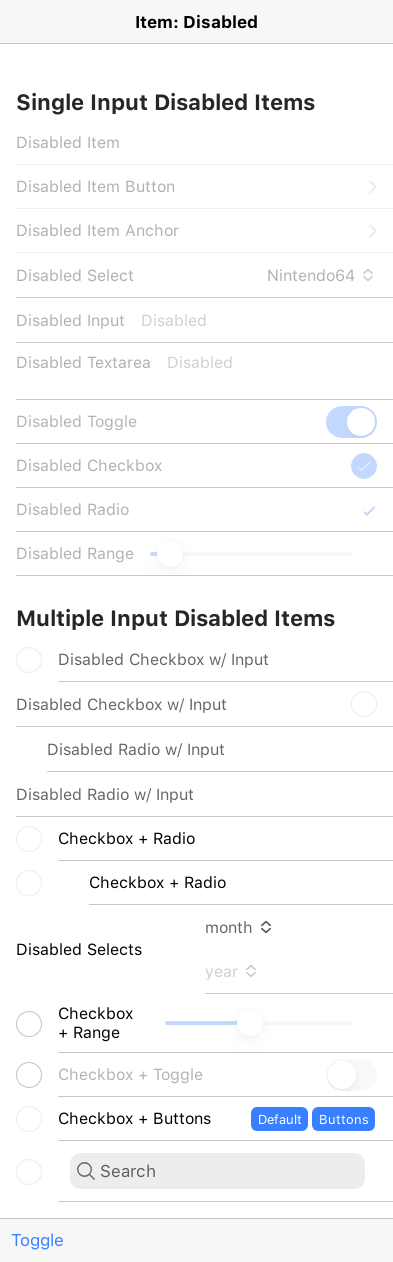 Item: Disabled
Single Input Disabled Items
Disabled Item
Disabled Item Button
Disabled Item Anchor
Disabled Select Nintendo64
Disabled Input Disabled
Disabled Textarea Disabled
Disabled Toggle
Disabled Checkbox
Disabled Radio
Disabled Range
Multiple Input Disabled Items
Disabled Checkbox w/ Input
Disabled Checkbox w/ Input
Disabled Radio w/ Input
Disabled Radio w/ Input
Checkbox + Radio
Checkbox + Radio
month
Disabled Selects
year
Checkbox
+ Range
Checkbox + Toggle
Checkbox + Buttons Default Buttons
Search
Toggle